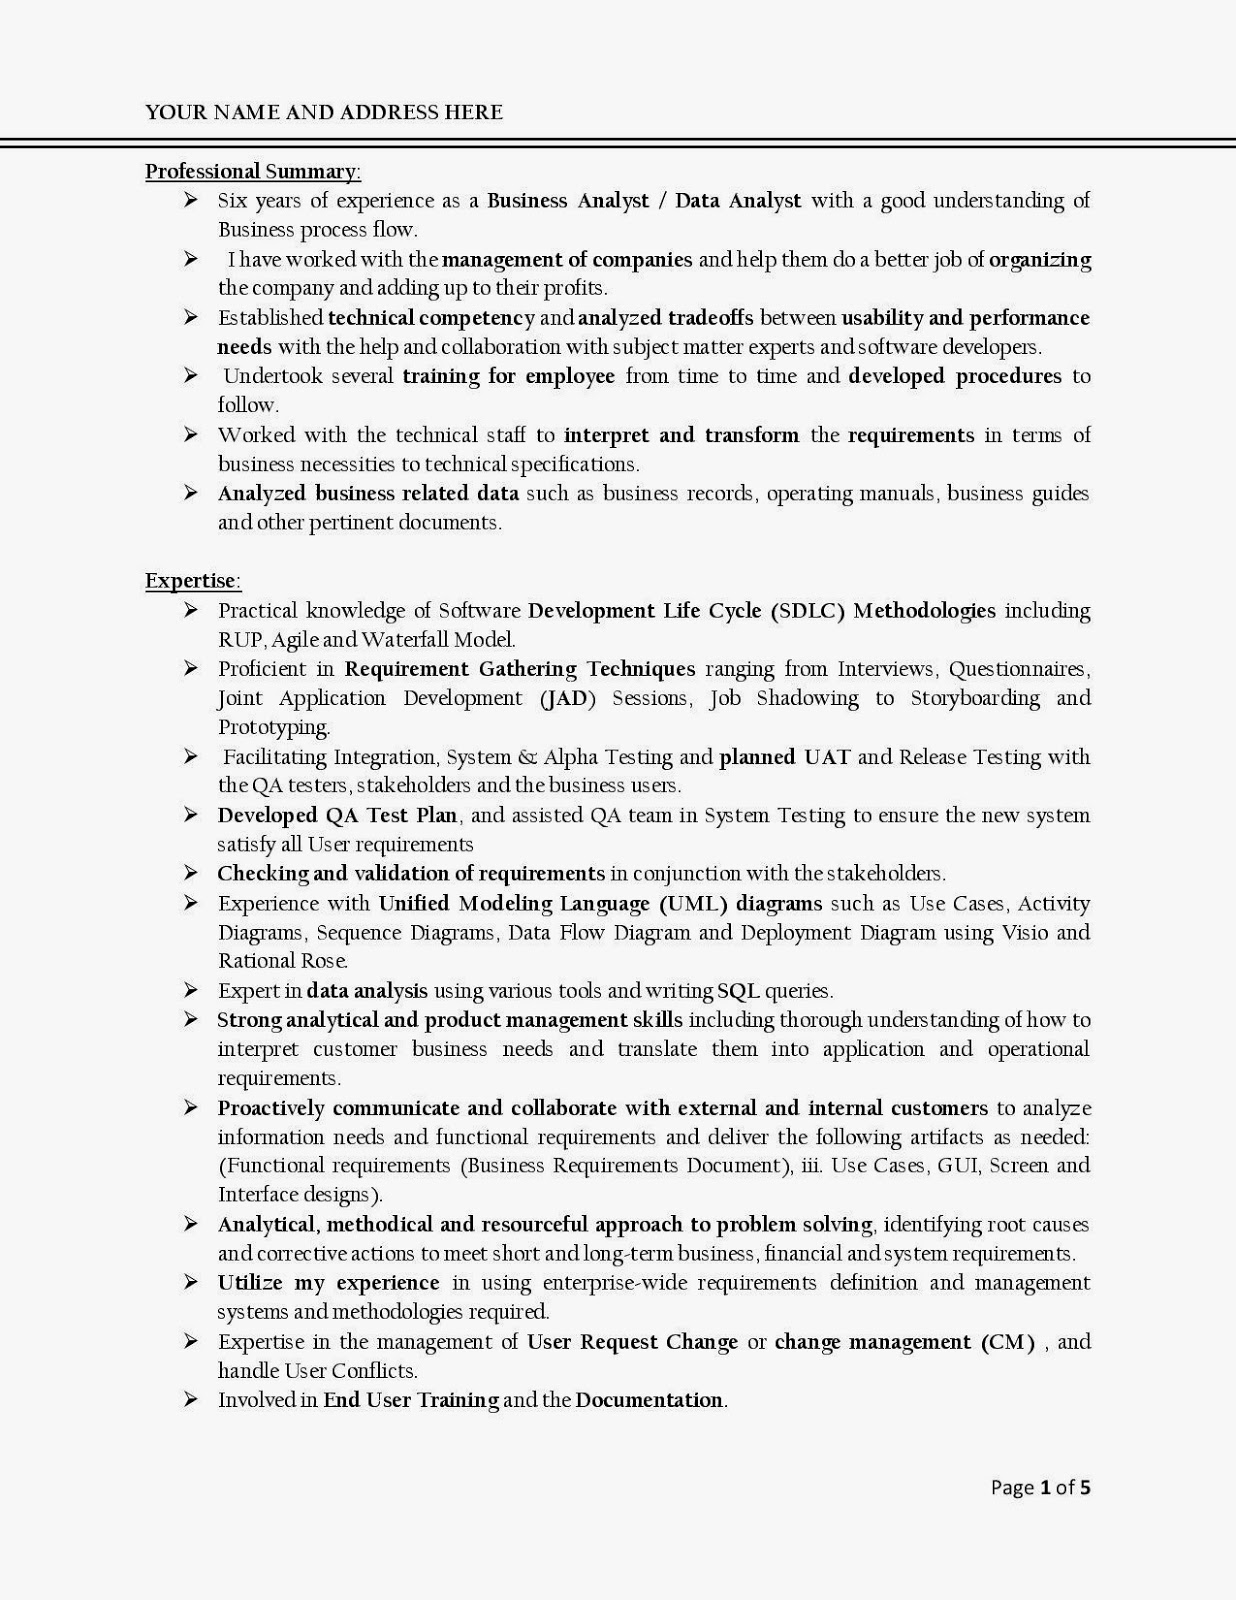 YOUR NAME AND ADDRESS HERE
Professional Summary:
➢ Six years of experience as a Business Analyst / Data Analyst with a good understanding of
Business process flow.
➢ I have worked with the management of companies and help them do a better job of organizing
the company and adding up to their profits.
➢ Established technical competency and analyzed tradeoffs between usability and performance
needs with the help and collaboration with subject matter experts and software developers.
➢ Undertook several training for employee from time to time and developed procedures to
follow.
➢ Worked with the technical staff to interpret and transform the requirements in terms of
business necessities to technical specifications.
➢ Analyzed business related data such as business records, operating manuals, business guides
and other pertinent documents.
Expertise:
➢ Practical knowledge of Software Development Life Cycle (SDLC) Methodologies including
RUP, Agile and Waterfall Model.
➢ Proficient in Requirement Gathering Techniques ranging from Interviews, Questionnaires,
Joint Application Development (JAD) Sessions, Job Shadowing to Storyboarding and
Prototyping.
➢ Facilitating Integration, System & Alpha Testing and planned UAT and Release Testing with
the QA testers, stakeholders and the business users.
➢ Developed QA Test Plan, and assisted QA team in System Testing to ensure the new system
satisfy all User requirements
➢ Checking and validation of requirements in conjunction with the stakeholders.
➢ Experience with Unified Modeling Language (UML) diagrams such as Use Cases, Activity
Diagrams, Sequence Diagrams, Data Flow Diagram and Deployment Diagram using Visio and
Rational Rose.
➢ Expert in data analysis using various tools and writing SQL queries.
➢ Strong analytical and product management skills including thorough understanding of how to
interpret customer business needs and translate them into application and operational
requirements.
➢ Proactively communicate and collaborate with external and internal customers to analyze
information needs and functional requirements and deliver the following artifacts as needed:
(Functional requirements (Business Requirements Document), iii. Use Cases, GUI, Screen and
Interface designs).
➢ Analytical, methodical and resourceful approach to problem solving, identifying root causes
and corrective actions to meet short and long-term business, financial and system requirements.
➢ Utilize my experience in using enterprise-wide requirements definition and management
systems and methodologies required.
➢ Expertise in the management of User Request Change or change management (CM) , and
handle User Conflicts.
➢ Involved in End User Training and the Documentation.
Page 1 of 5